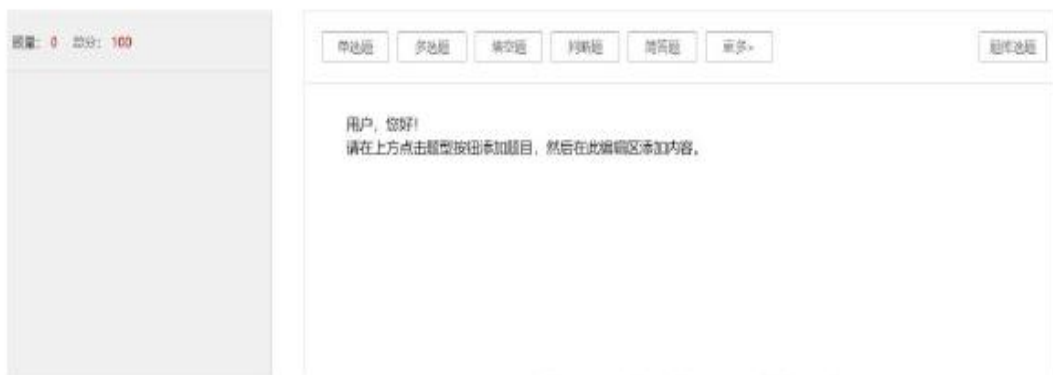 题量: 0 总分: 100
单选题 多选题 填空题 判断题 简答题 更多 题库选题
用户, 您好!
请在上方点击题型按钮添加题目, 然后在此编辑区添加内容。